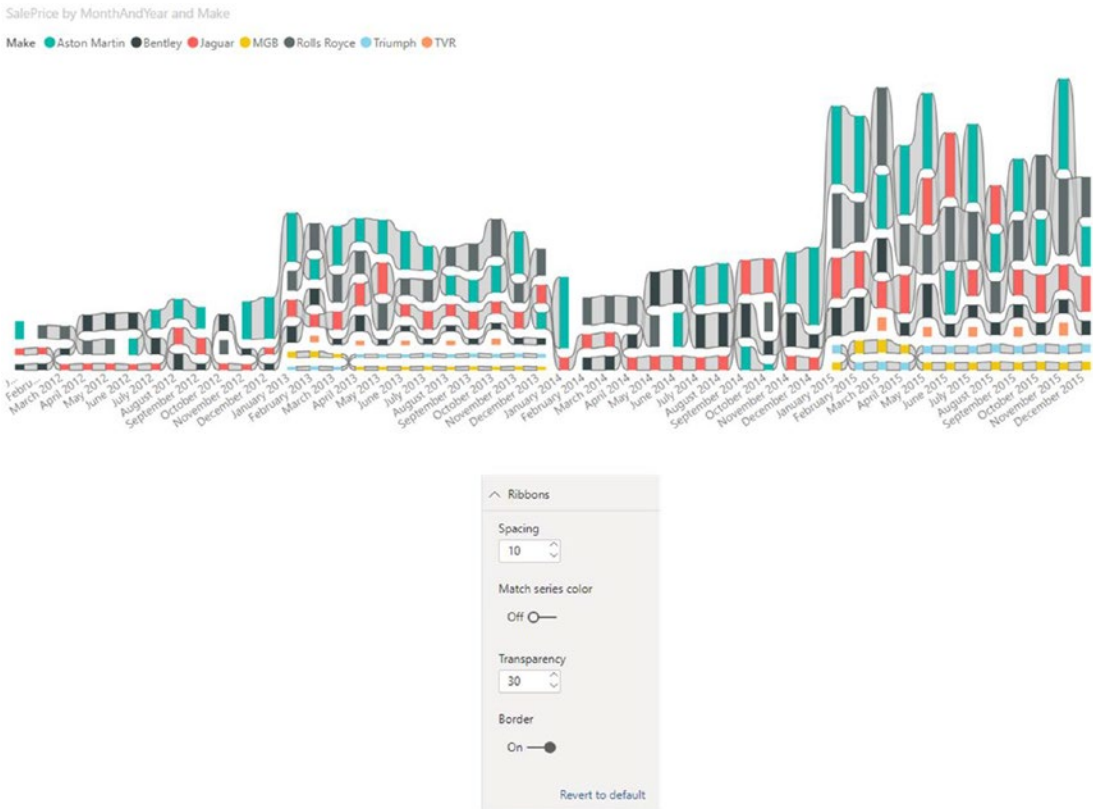 SalePrice by MonthAndYear and Make
Make Aston Martin Bentley Jaguar MGB Rolls Royce Triumph TVR
J...
Febr...
March 2012
April 2012
May 2012
June 2012
July 2012
August 2012
September 2012
October 2012
November 2012
December 2012
January 2013
February 2013
March 2013
April 2013
May 2013
June 2013
July 2013
August 2013
September 2013
October 2013
November 2013
December 2013
January 2014
February 2014
March 2014
April 2014
May 2014
June 2014
July 2014
August 2014
September 2014
October 2014
November 2014
December 2014
January 2015
February 2015
March 2015
April 2015
May 2015
June 2015
July 2015
August 2015
September 2015
October 2015
November 2015
December 2015
Ribbons
Spacing
10
Match series color
Off
Transparency
30
Border
On
Revert to default